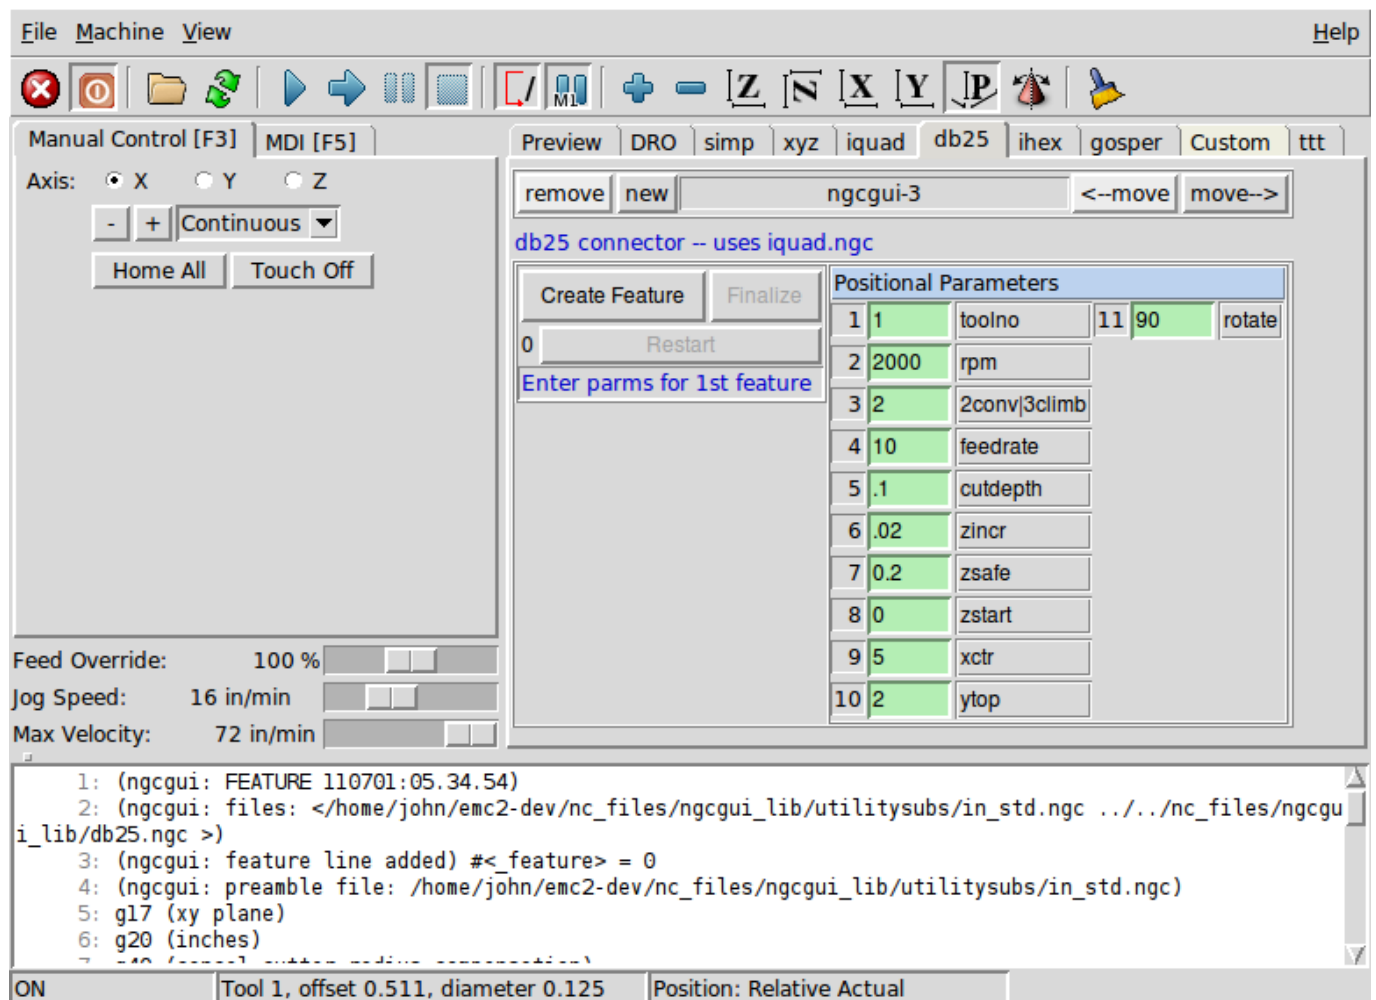 File Machine View Help
M1 Z N X Y P
Manual Control [F3] MDI [F5]
Preview DRO simp xyz iquad db25 ihex gosper Custom ttt
Axis: X Y Z
- + Continuous
Home All Touch Off
remove new ngcgui-3 <--move move-->
db25 connector -- uses iquad.ngc
Create Feature Finalize
0 Restart
Enter parms for 1st feature
Positional Parameters
1 1 toolno 11 90 rotate
2 2000 rpm
3 2 2conv|3climb
4 10 feedrate
5 .1 cutdepth
6 .02 zincr
7 0.2 zsafe
8 0 zstart
9 5 xctr
10 2 ytop
Feed Override: 100 %
Jog Speed: 16 in/min
Max Velocity: 72 in/min
1: (ngcgui: FEATURE 110701:05.34.54)
2: (ngcgui: files: </home/john/emc2-dev/nc_files/ngcgui_lib/utilitysubs/in_std.ngc ../../nc_files/ngcgu
i_lib/db25.ngc >)
3: (ngcgui: feature line added) #<_feature> = 0
4: (ngcgui: preamble file: /home/john/emc2-dev/nc_files/ngcgui_lib/utilitysubs/in_std.ngc)
5: g17 (xy plane)
6: g20 (inches)
ON Tool 1, offset 0.511, diameter 0.125 Position: Relative Actual